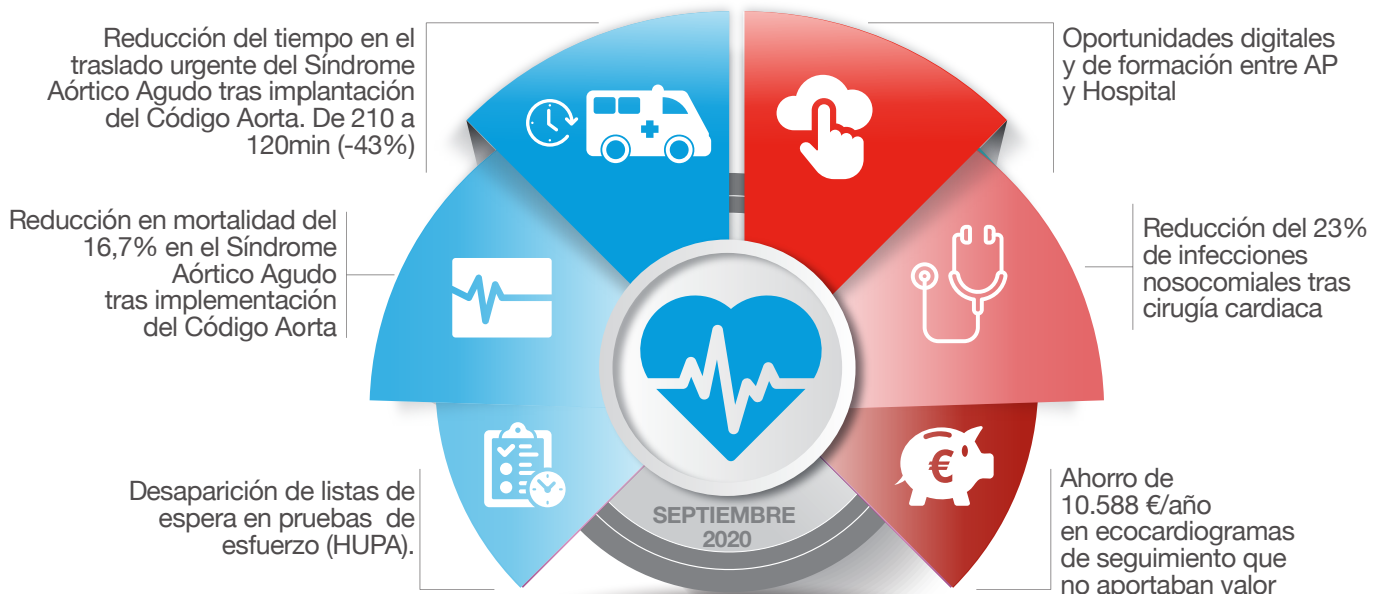 Reducción del tiempo en el
traslado urgente del Síndrome
Aórtico Agudo tras implantación
del Código Aorta. De 210 a
120min (-43%)
Oportunidades digitales
y de formación entre AP
y Hospital
Reducción en mortalidad del
16,7% en el Síndrome
Aórtico Agudo
tras implementación
del Código Aorta
Reducción del 23%
de infecciones
nosocomiales tras
cirugía cardiaca
Desaparición de listas de
espera en pruebas de
esfuerzo (HUPA).
€
Ahorro de
10.588 €/año
en ecocardiogramas
de seguimiento que
no aportaban valor
SEPTIEMBRE
2020